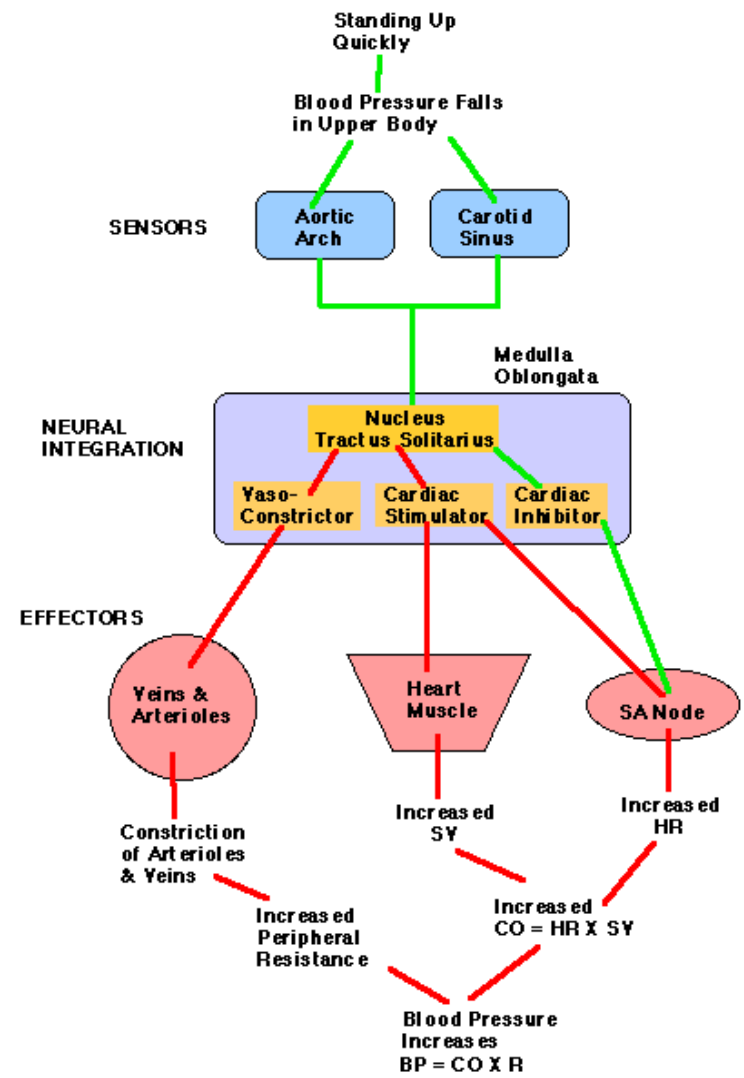 Standing Up
Quickly
Blood Pressure Falls
in Upper Body
SENSORS
Aortic
Arch
Carotid
Sinus
Medulla
Oblongata
NEURAL
INTEGRATION
Nucleus
Tractus Solitarius
Vaso-
Constrictor
Cardiac
Stimulator
Cardiac
Inhibitor
EFFECTORS
Veins &
Arterioles
Heart
Muscle
SA Node
Constriction
of Arterioles
& Veins
Increased
SV
Increased
HR
Increased
Peripheral
Resistance
Increased
CO = HR X SV
Blood Pressure
Increases
BP = CO X R